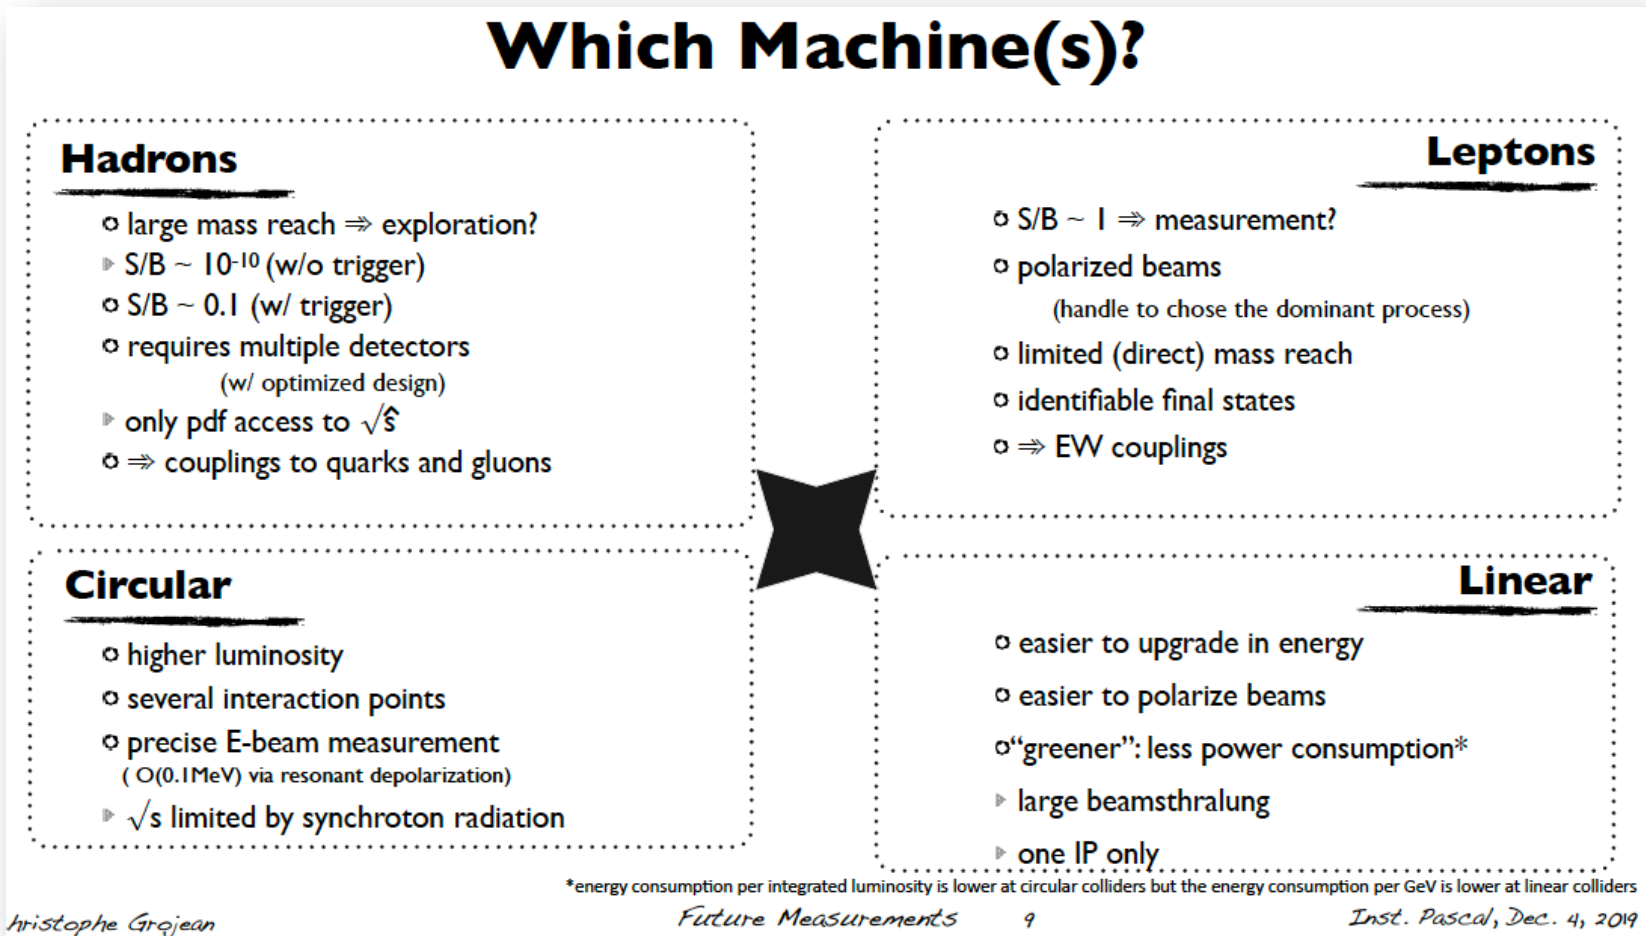 Which Machine(s)?
Hadrons
large mass reach ⇒ exploration?
S/B ~ 10⁻¹⁰ (w/o trigger)
S/B ~ 0.1 (w/ trigger)
requires multiple detectors
(w/ optimized design)
only pdf access to √ŝ
⇒ couplings to quarks and gluons
Leptons
S/B ~ 1 ⇒ measurement?
polarized beams
(handle to chose the dominant process)
limited (direct) mass reach
identifiable final states
⇒ EW couplings
Circular
higher luminosity
several interaction points
precise E-beam measurement
( O(0.1MeV) via resonant depolarization)
√s limited by synchroton radiation
Linear
easier to upgrade in energy
easier to polarize beams
“greener”: less power consumption*
large beamsthralung
one IP only
*energy consumption per integrated luminosity is lower at circular colliders but the energy consumption per GeV is lower at linear colliders
hristophe Grojean
Future Measurements
9
Inst. Pascal, Dec. 4, 2019